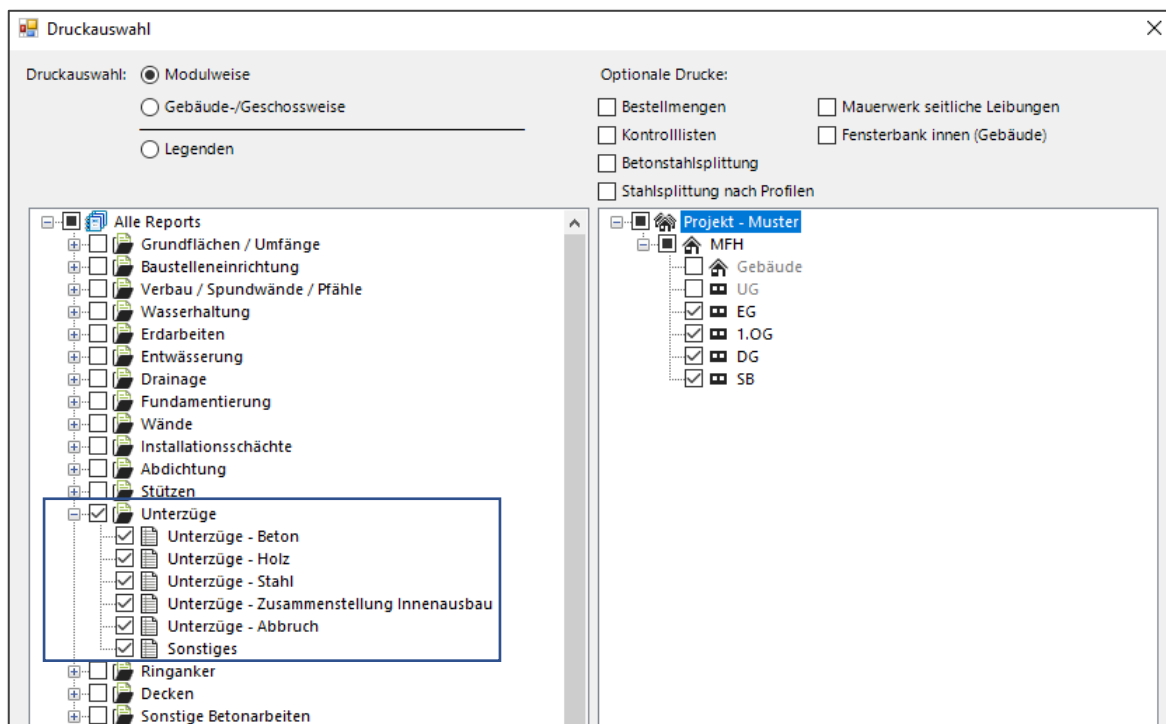 Druckauswahl
Druckauswahl: Modulweise
Gebäude-/Geschossweise
Legenden
Optionale Drucke:
Bestellmengen
Mauerwerk seitliche Leibungen
Kontrolllisten
Fensterbank innen (Gebäude)
Betonstahlsplittung
Stahlsplittung nach Profilen
Alle Reports
Grundflächen / Umfänge
Baustelleneinrichtung
Verbau / Spundwände / Pfähle
Wasserhaltung
Erdarbeiten
Entwässerung
Drainage
Fundamentierung
Wände
Installationsschächte
Abdichtung
Stützen
Unterzüge
Unterzüge - Beton
Unterzüge - Holz
Unterzüge - Stahl
Unterzüge - Zusammenstellung Innenausbau
Unterzüge - Abbruch
Sonstiges
Ringanker
Decken
Sonstige Betonarbeiten
Projekt - Muster
MFH
Gebäude
UG
EG
1.OG
DG
SB